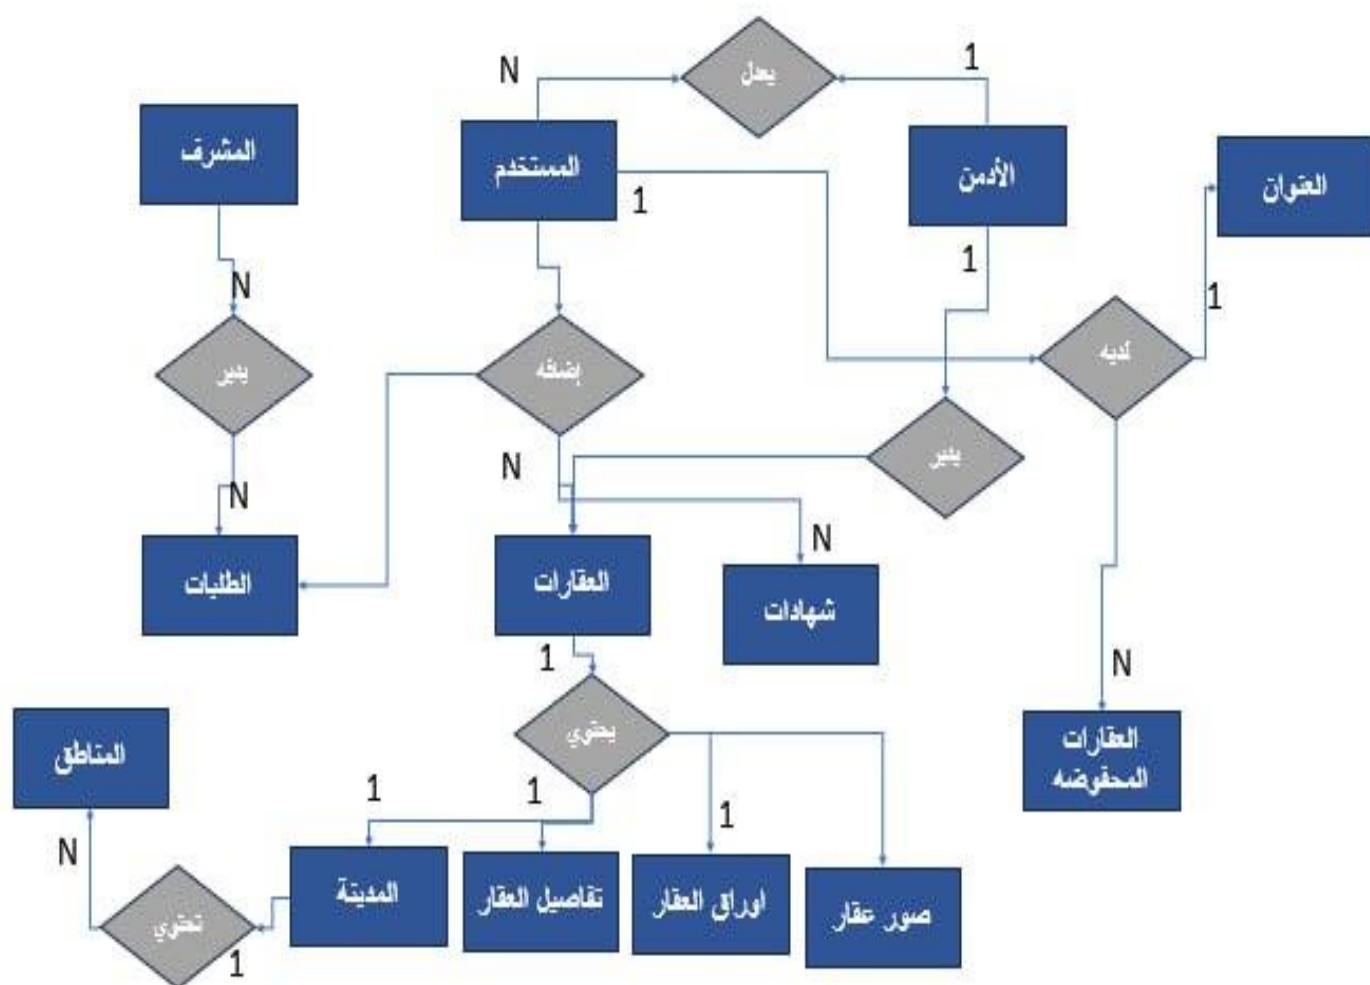 يعدل
N
1
المشرف
المستخدم
الأدمن
العنوان
1
1
N
1
يدير
إضافه
لديه
يدير
N
N
N
الطلبات
العقارات
شهادات
1
N
يحتوي
المناطق
العقارات
المحفوضه
1
1
1
N
المدينة
تفاصيل العقار
اوراق العقار
صور عقار
تحتوي
1